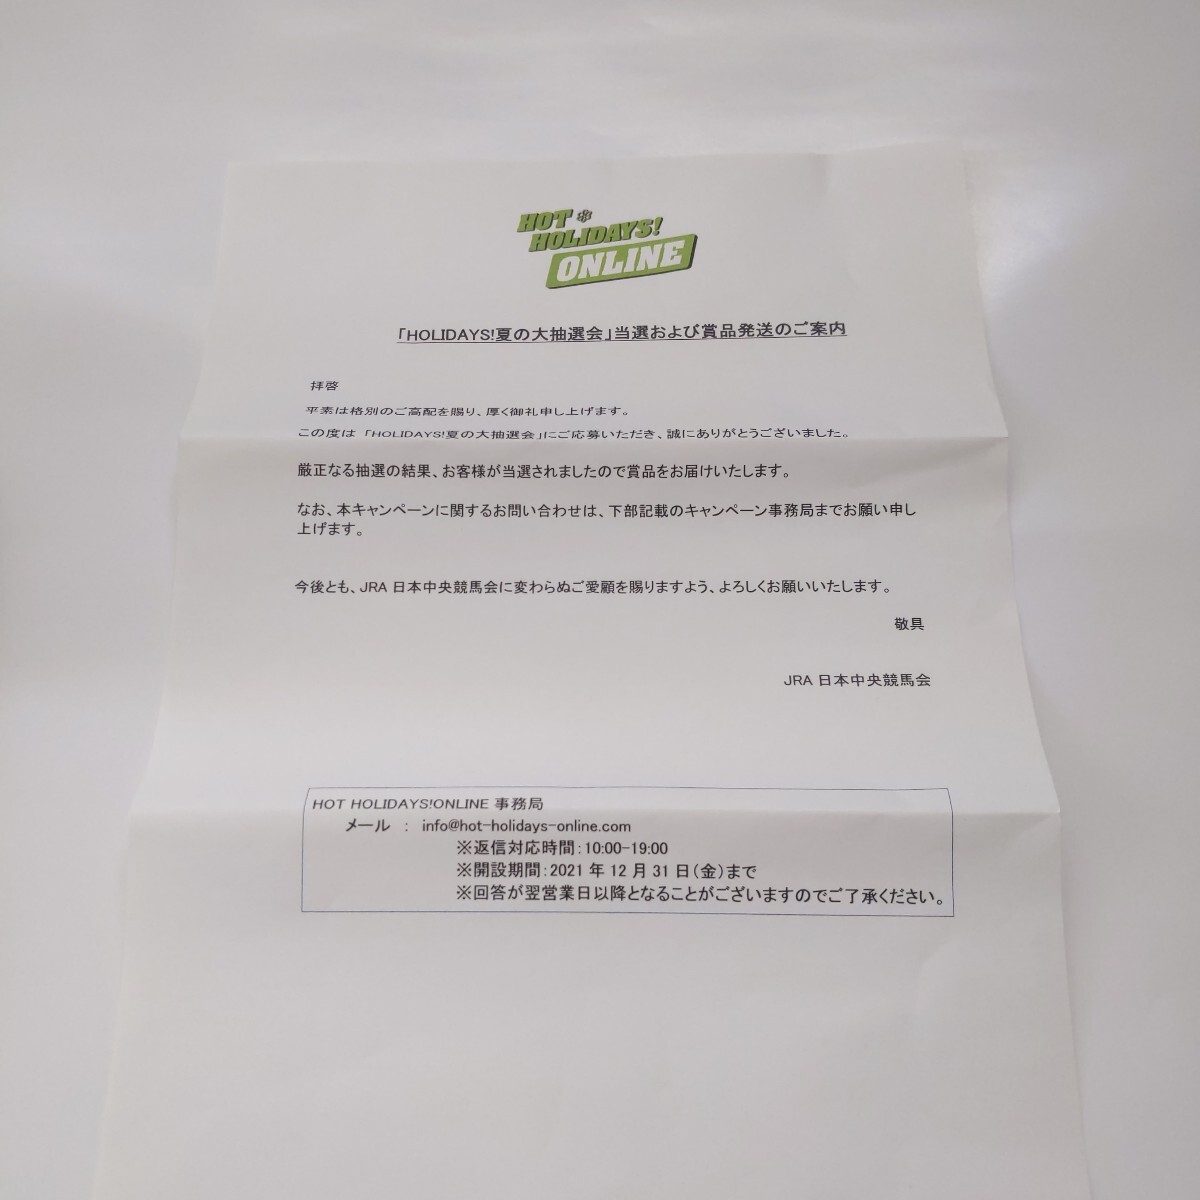 HOT
HOLIDAYS!
ONLINE
「HOLIDAYS!夏の大抽選会」当選および賞品発送のご案内
拝啓
平素は格別のご高配を賜り、厚く御礼申し上げます。
この度は 「HOLIDAYS!夏の大抽選会」にご応募いただき、誠にありがとうございました。
厳正なる抽選の結果、お客様が当選されましたので賞品をお届けいたします。
なお、本キャンペーンに関するお問い合わせは、下部記載のキャンペーン事務局までお願い申し
上げます。
今後とも、JRA 日本中央競馬会に変わらぬご愛顧を賜りますよう、よろしくお願いいたします。
敬具
JRA 日本中央競馬会
HOT HOLIDAYS!ONLINE 事務局
メール : info@hot-holidays-online.com
※返信対応時間:10:00-19:00
※開設期間:2021 年 12 月 31 日(金)まで
※回答が翌営業日以降となることがございますのでご了承ください。